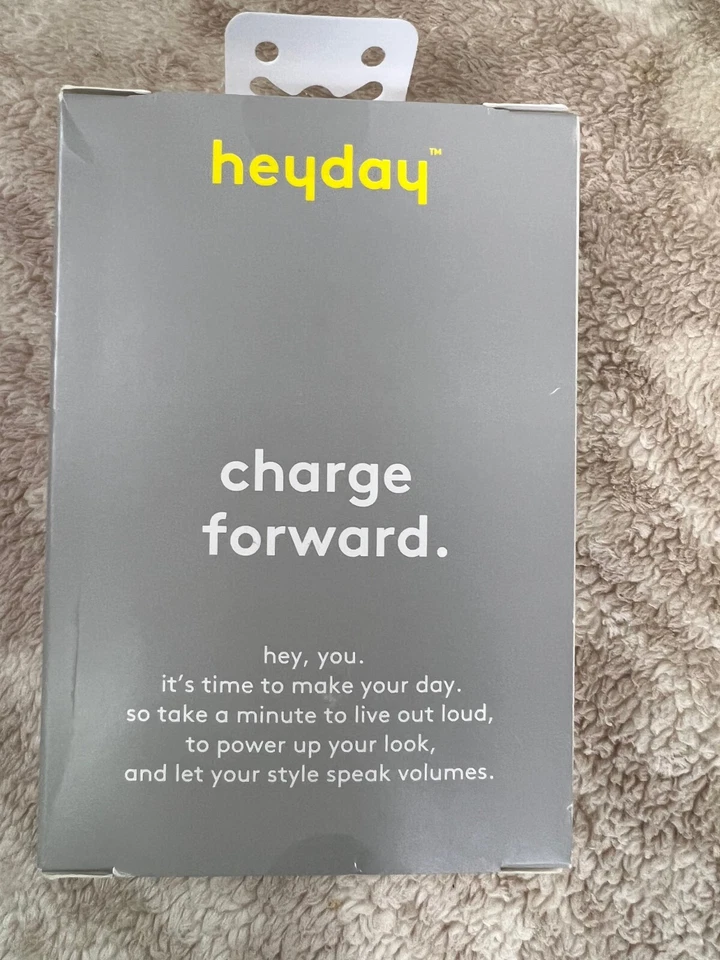 heyday™
charge
forward.
hey, you.
it's time to make your day.
so take a minute to live out loud,
to power up your look,
and let your style speak volumes.